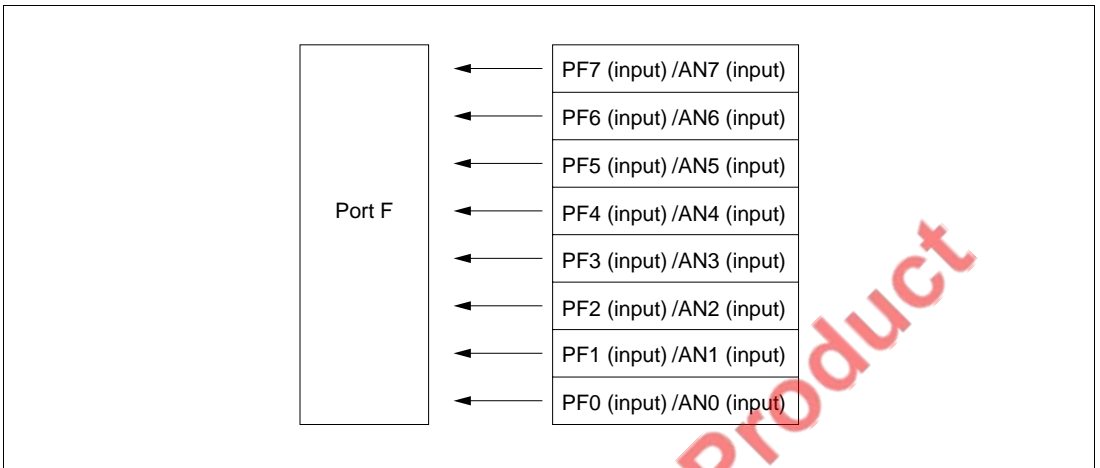 PF7 (input) /AN7 (input)
PF6 (input) /AN6 (input)
PF5 (input) /AN5 (input)
Port F
PF4 (input) /AN4 (input)
PF3 (input) /AN3 (input)
PF2 (input) /AN2 (input)
PF1 (input) /AN1 (input)
PF0 (input) /AN0 (input)
Product